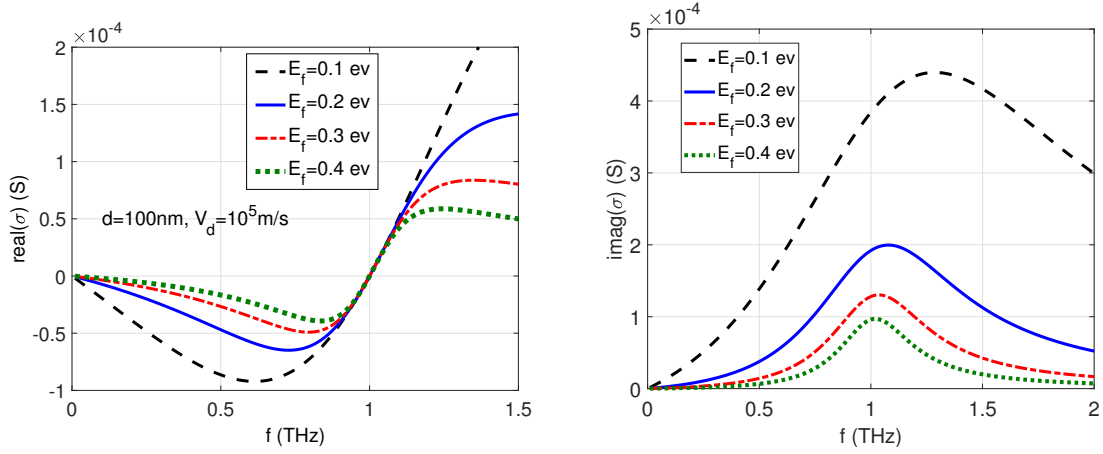 ×10^-4
2
1.5
1
0.5
0
-0.5
-1
real(σ) (S)
E_f=0.1 ev
E_f=0.2 ev
E_f=0.3 ev
E_f=0.4 ev
d=100nm, V_d=10^5m/s
0 0.5 1 1.5
f (THz)
×10^-4
5
4
3
2
1
0
imag(σ) (S)
E_f=0.1 ev
E_f=0.2 ev
E_f=0.3 ev
E_f=0.4 ev
0 0.5 1 1.5 2
f (THz)